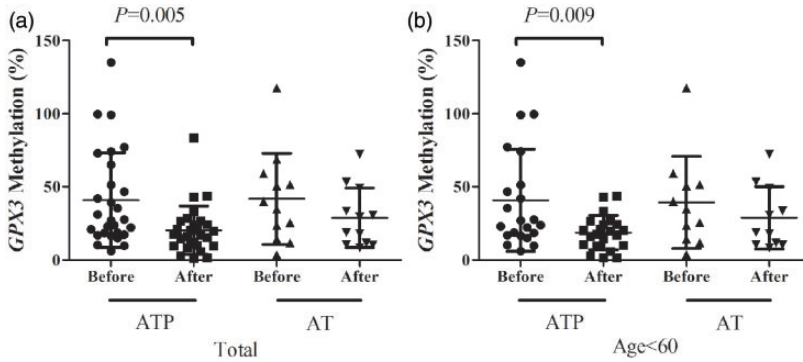 (a)
P=0.005
GPX3 Methylation (%)
150
100
50
0
Before
After
Before
After
ATP
AT
Total
(b)
P=0.009
GPX3 Methylation (%)
150
100
50
0
Before
After
Before
After
ATP
AT
Age<60